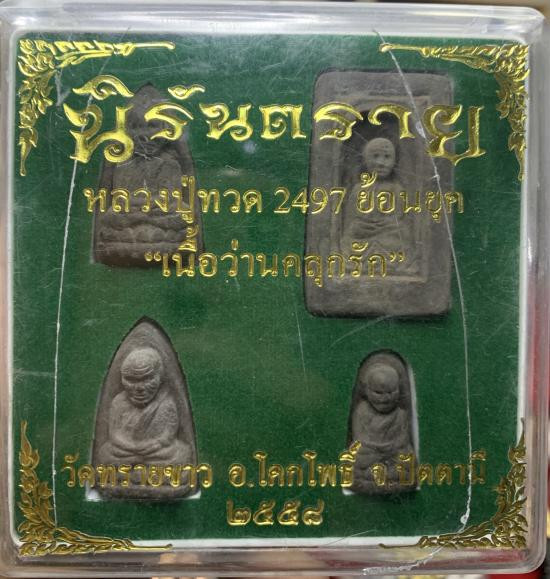 นิรันตราย
หลวงปู่ทวด 2497 ย้อนยุค
“เนื้อว่านคลุกรัก”
วัดทรายขาว อ.โคกโพธิ์ จ.ปัตตานี
๒๕๕๘